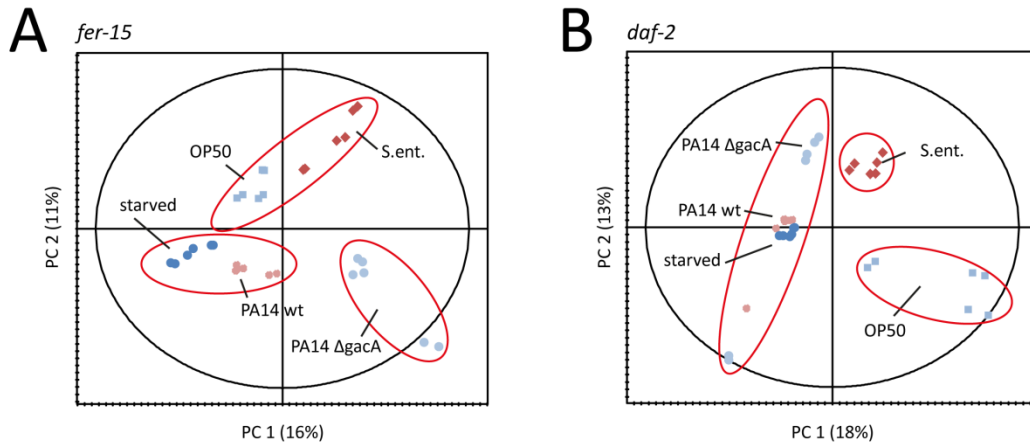 A
fer-15
OP50
S.ent.
starved
PA14 wt
PA14 ΔgacA
PC 2 (11%)
PC 1 (16%)
B
daf-2
PA14 ΔgacA
S.ent.
PA14 wt
starved
OP50
PC 2 (13%)
PC 1 (18%)